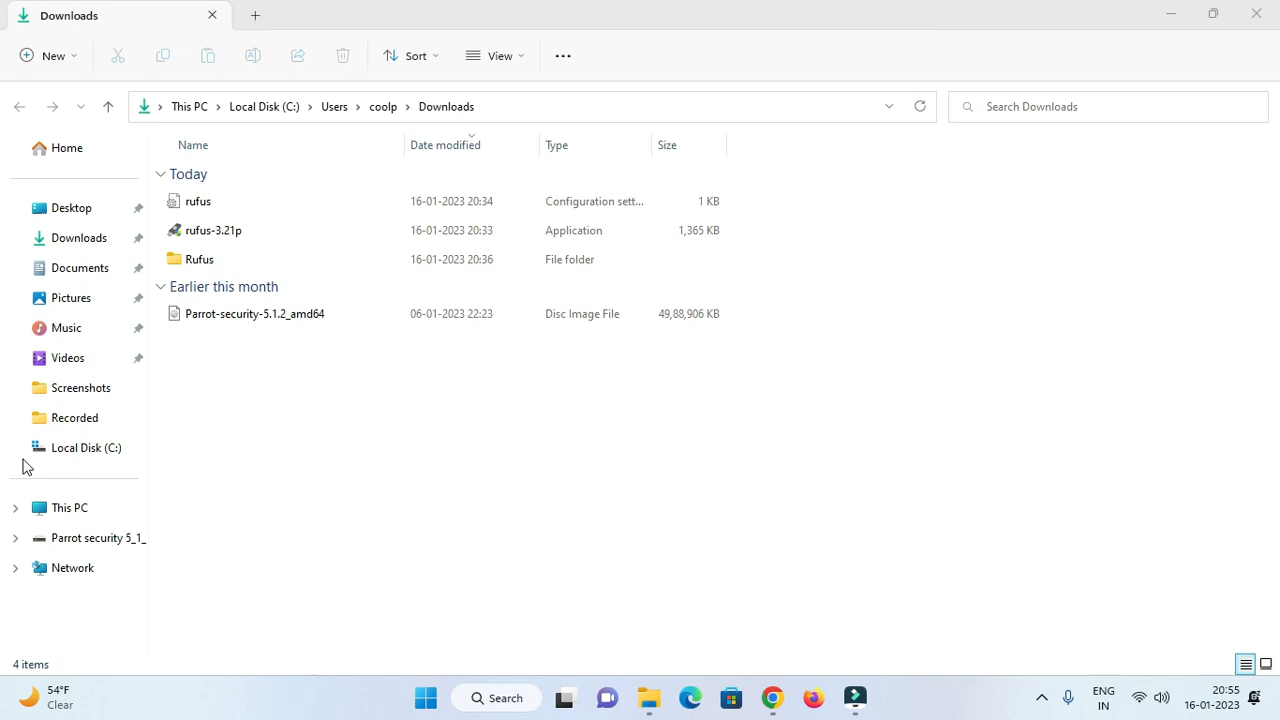 Downloads
New
Sort
View
This PC
Local Disk (C:)
Users
coolp
Downloads
Search Downloads
Home
Name
Date modified
Type
Size
Today
rufus 16-01-2023 20:34 Configuration sett... 1 KB
Desktop
rufus-3.21p 16-01-2023 20:33 Application 1,365 KB
Downloads
Rufus 16-01-2023 20:36 File folder
Documents
Earlier this month
Pictures
Parrot-security-5.1.2_amd64 06-01-2023 22:23 Disc Image File 49,88,906 KB
Music
Videos
Screenshots
Recorded
Local Disk (C:)
This PC
Parrot security 5_1_
Network
4 items
54°F
Clear
Search
ENG
IN
20:55
16-01-2023